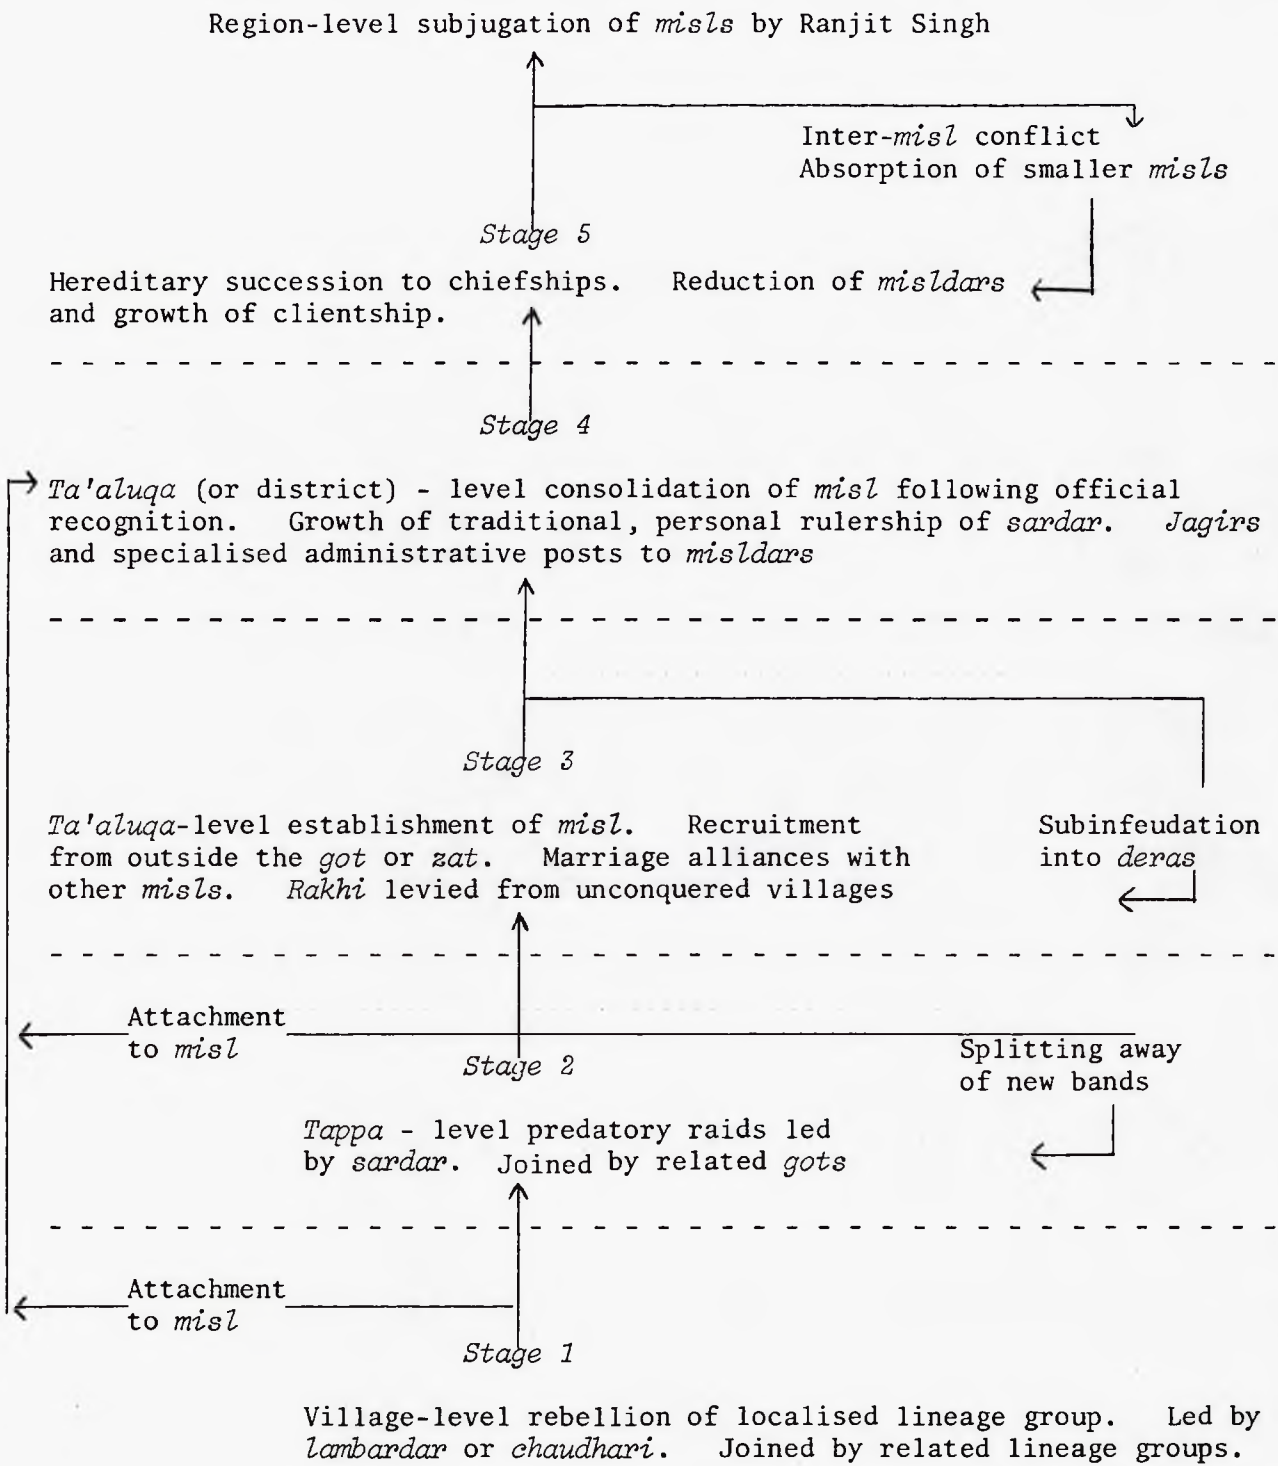 Region-level subjugation of misls by Ranjit Singh
Inter-misl conflict
Absorption of smaller misls
Stage 5
Hereditary succession to chiefships. Reduction of misldars
and growth of clientship.
Stage 4
Ta'aluqa (or district) - level consolidation of misl following official
recognition. Growth of traditional, personal rulership of sardar. Jagirs
and specialised administrative posts to misldars
Stage 3
Ta'aluqa-level establishment of misl. Recruitment
from outside the got or zat. Marriage alliances with
other misls. Rakhi levied from unconquered villages
Subinfeudation
into deras
Attachment
to misl
Stage 2
Splitting away
of new bands
Tappa - level predatory raids led
by sardar. Joined by related gots
Attachment
to misl
Stage 1
Village-level rebellion of localised lineage group. Led by
lambardar or chaudhari. Joined by related lineage groups.